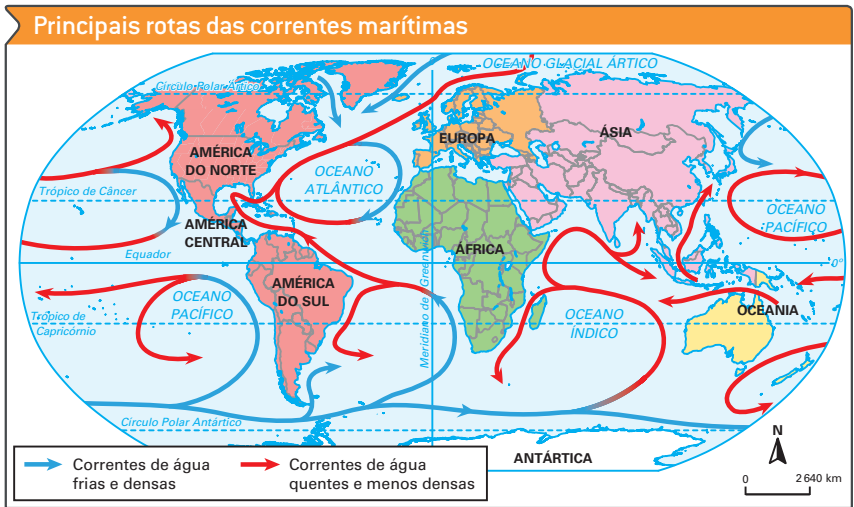 Principais rotas das correntes marítimas
OCEANO GLACIAL ÁRTICO
Círculo Polar Ártico
AMÉRICA
DO NORTE
EUROPA
ÁSIA
OCEANO
ATLÂNTICO
Trópico de Câncer
OCEANO
PACÍFICO
AMÉRICA
CENTRAL
ÁFRICA
Equador
0°
Meridiano de Greenwich
AMÉRICA
DO SUL
OCEANO
PACÍFICO
OCEANIA
Trópico de
Capricórnio
OCEANO
ÍNDICO
Círculo Polar Antártico
ANTÁRTICA
N
0 2 640 km
Correntes de água
frias e densas
Correntes de água
quentes e menos densas